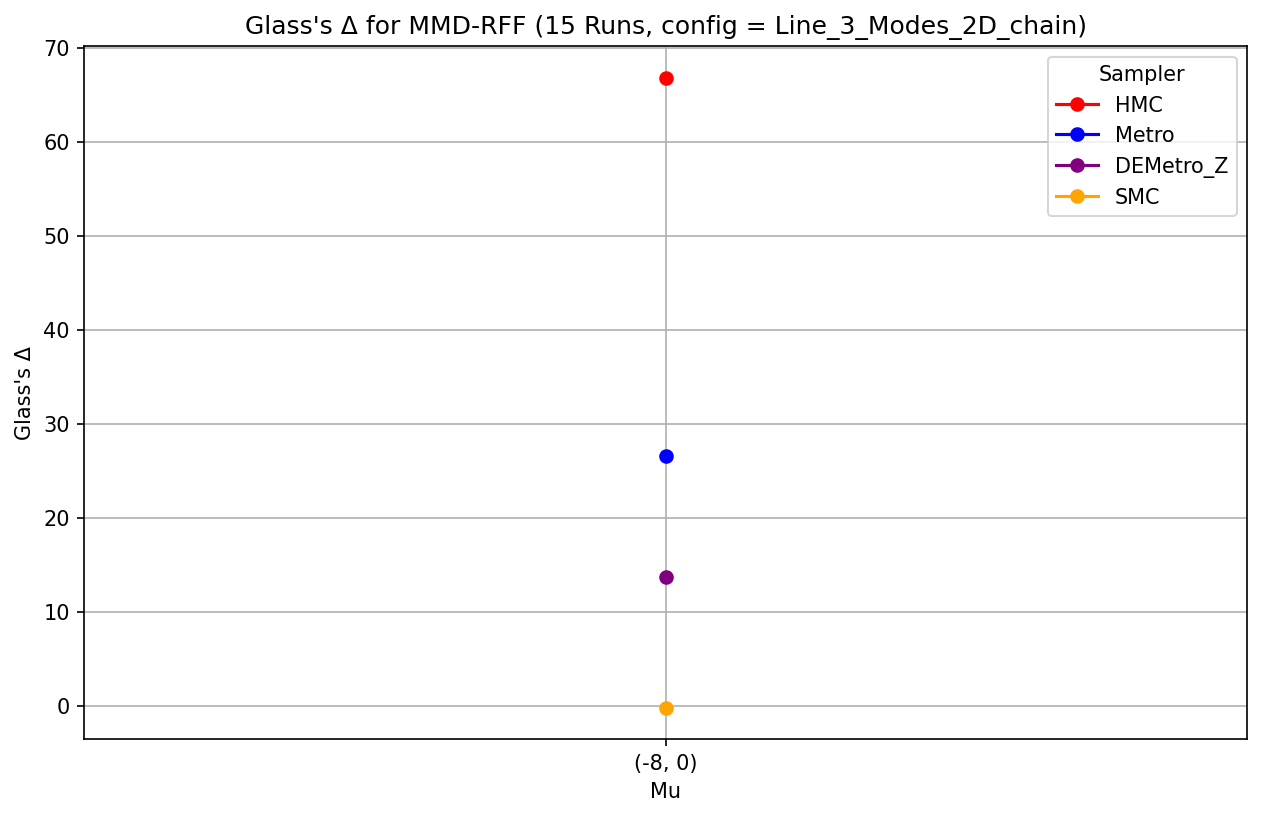 Glass's Δ for MMD-RFF (15 Runs, config = Line_3_Modes_2D_chain)
Sampler
HMC
Metro
DEMetro_Z
SMC
Glass's Δ
70
60
50
40
30
20
10
0
(-8, 0)
Mu